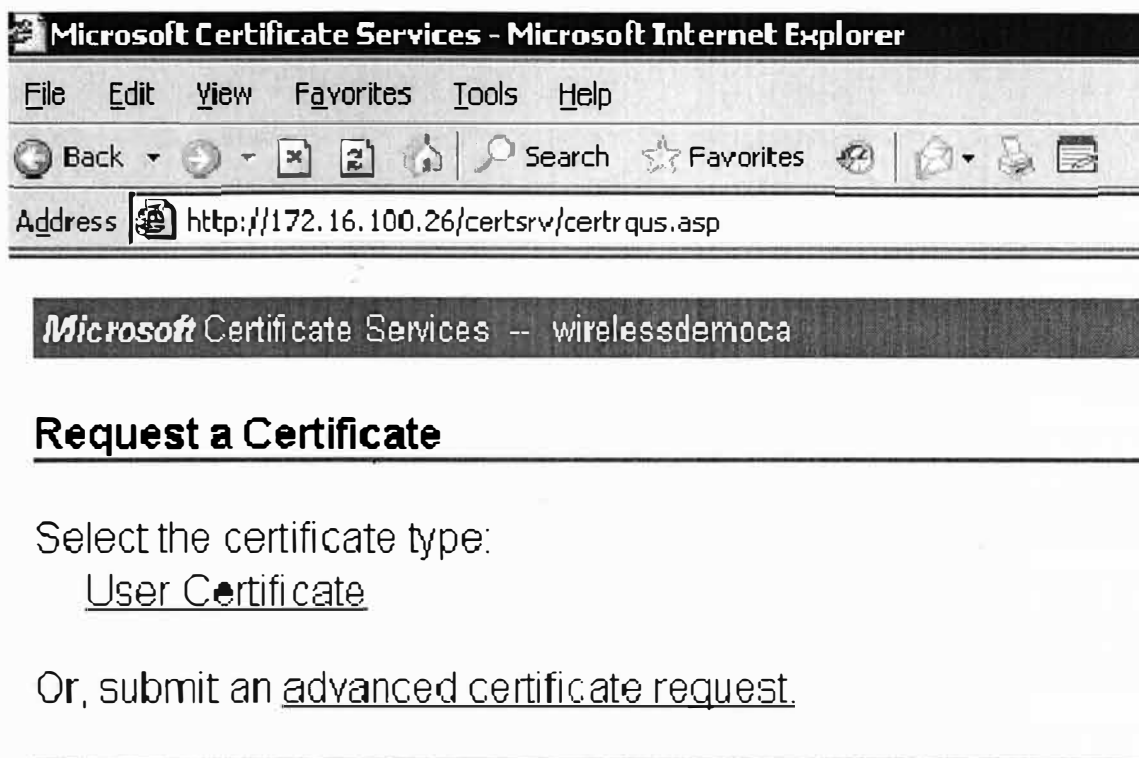 Microsoft Certificate Services - Microsoft Internet Explorer
File Edit View Favorites Tools Help
Back Search Favorites
Address http://172.16.100.26/certsrv/certrqus.asp
Microsoft Certificate Services -- wirelessdemoca
Request a Certificate
Select the certificate type:
User Certificate
Or, submit an advanced certificate request.